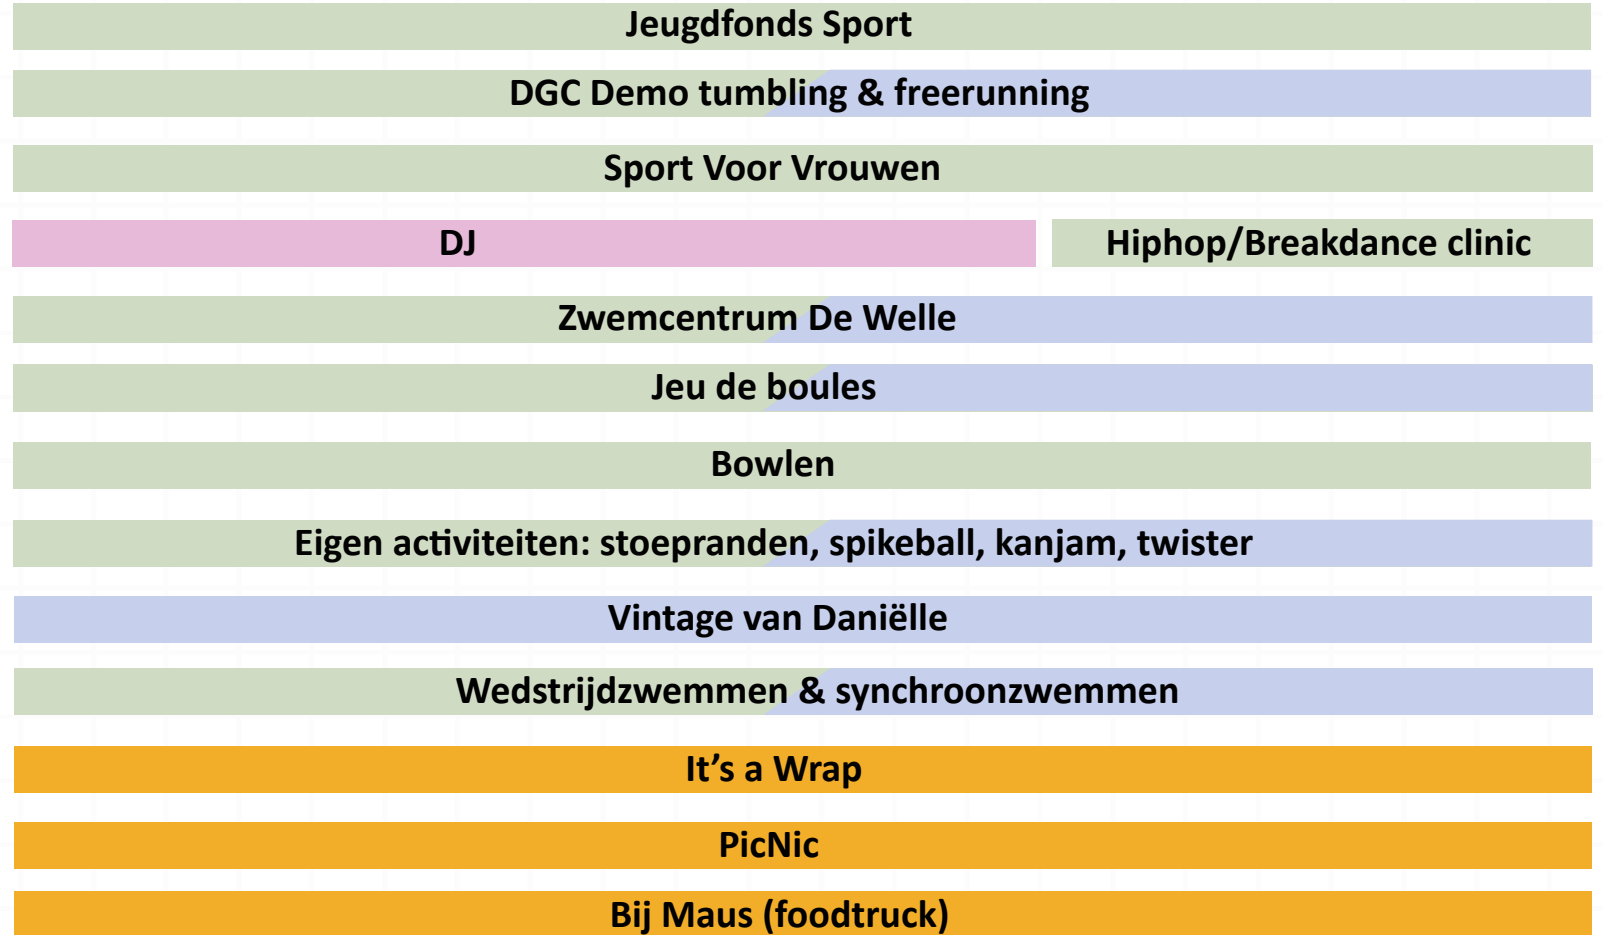 Jeugdfonds Sport
DGC Demo tumbling & freerunning
Sport Voor Vrouwen
DJ
Hiphop/Breakdance clinic
Zwemcentrum De Welle
Jeu de boules
Bowlen
Eigen activiteiten: stoepranden, spikeball, kanjam, twister
Vintage van Daniëlle
Wedstrijdzwemmen & synchroonzwemmen
It’s a Wrap
PicNic
Bij Maus (foodtruck)